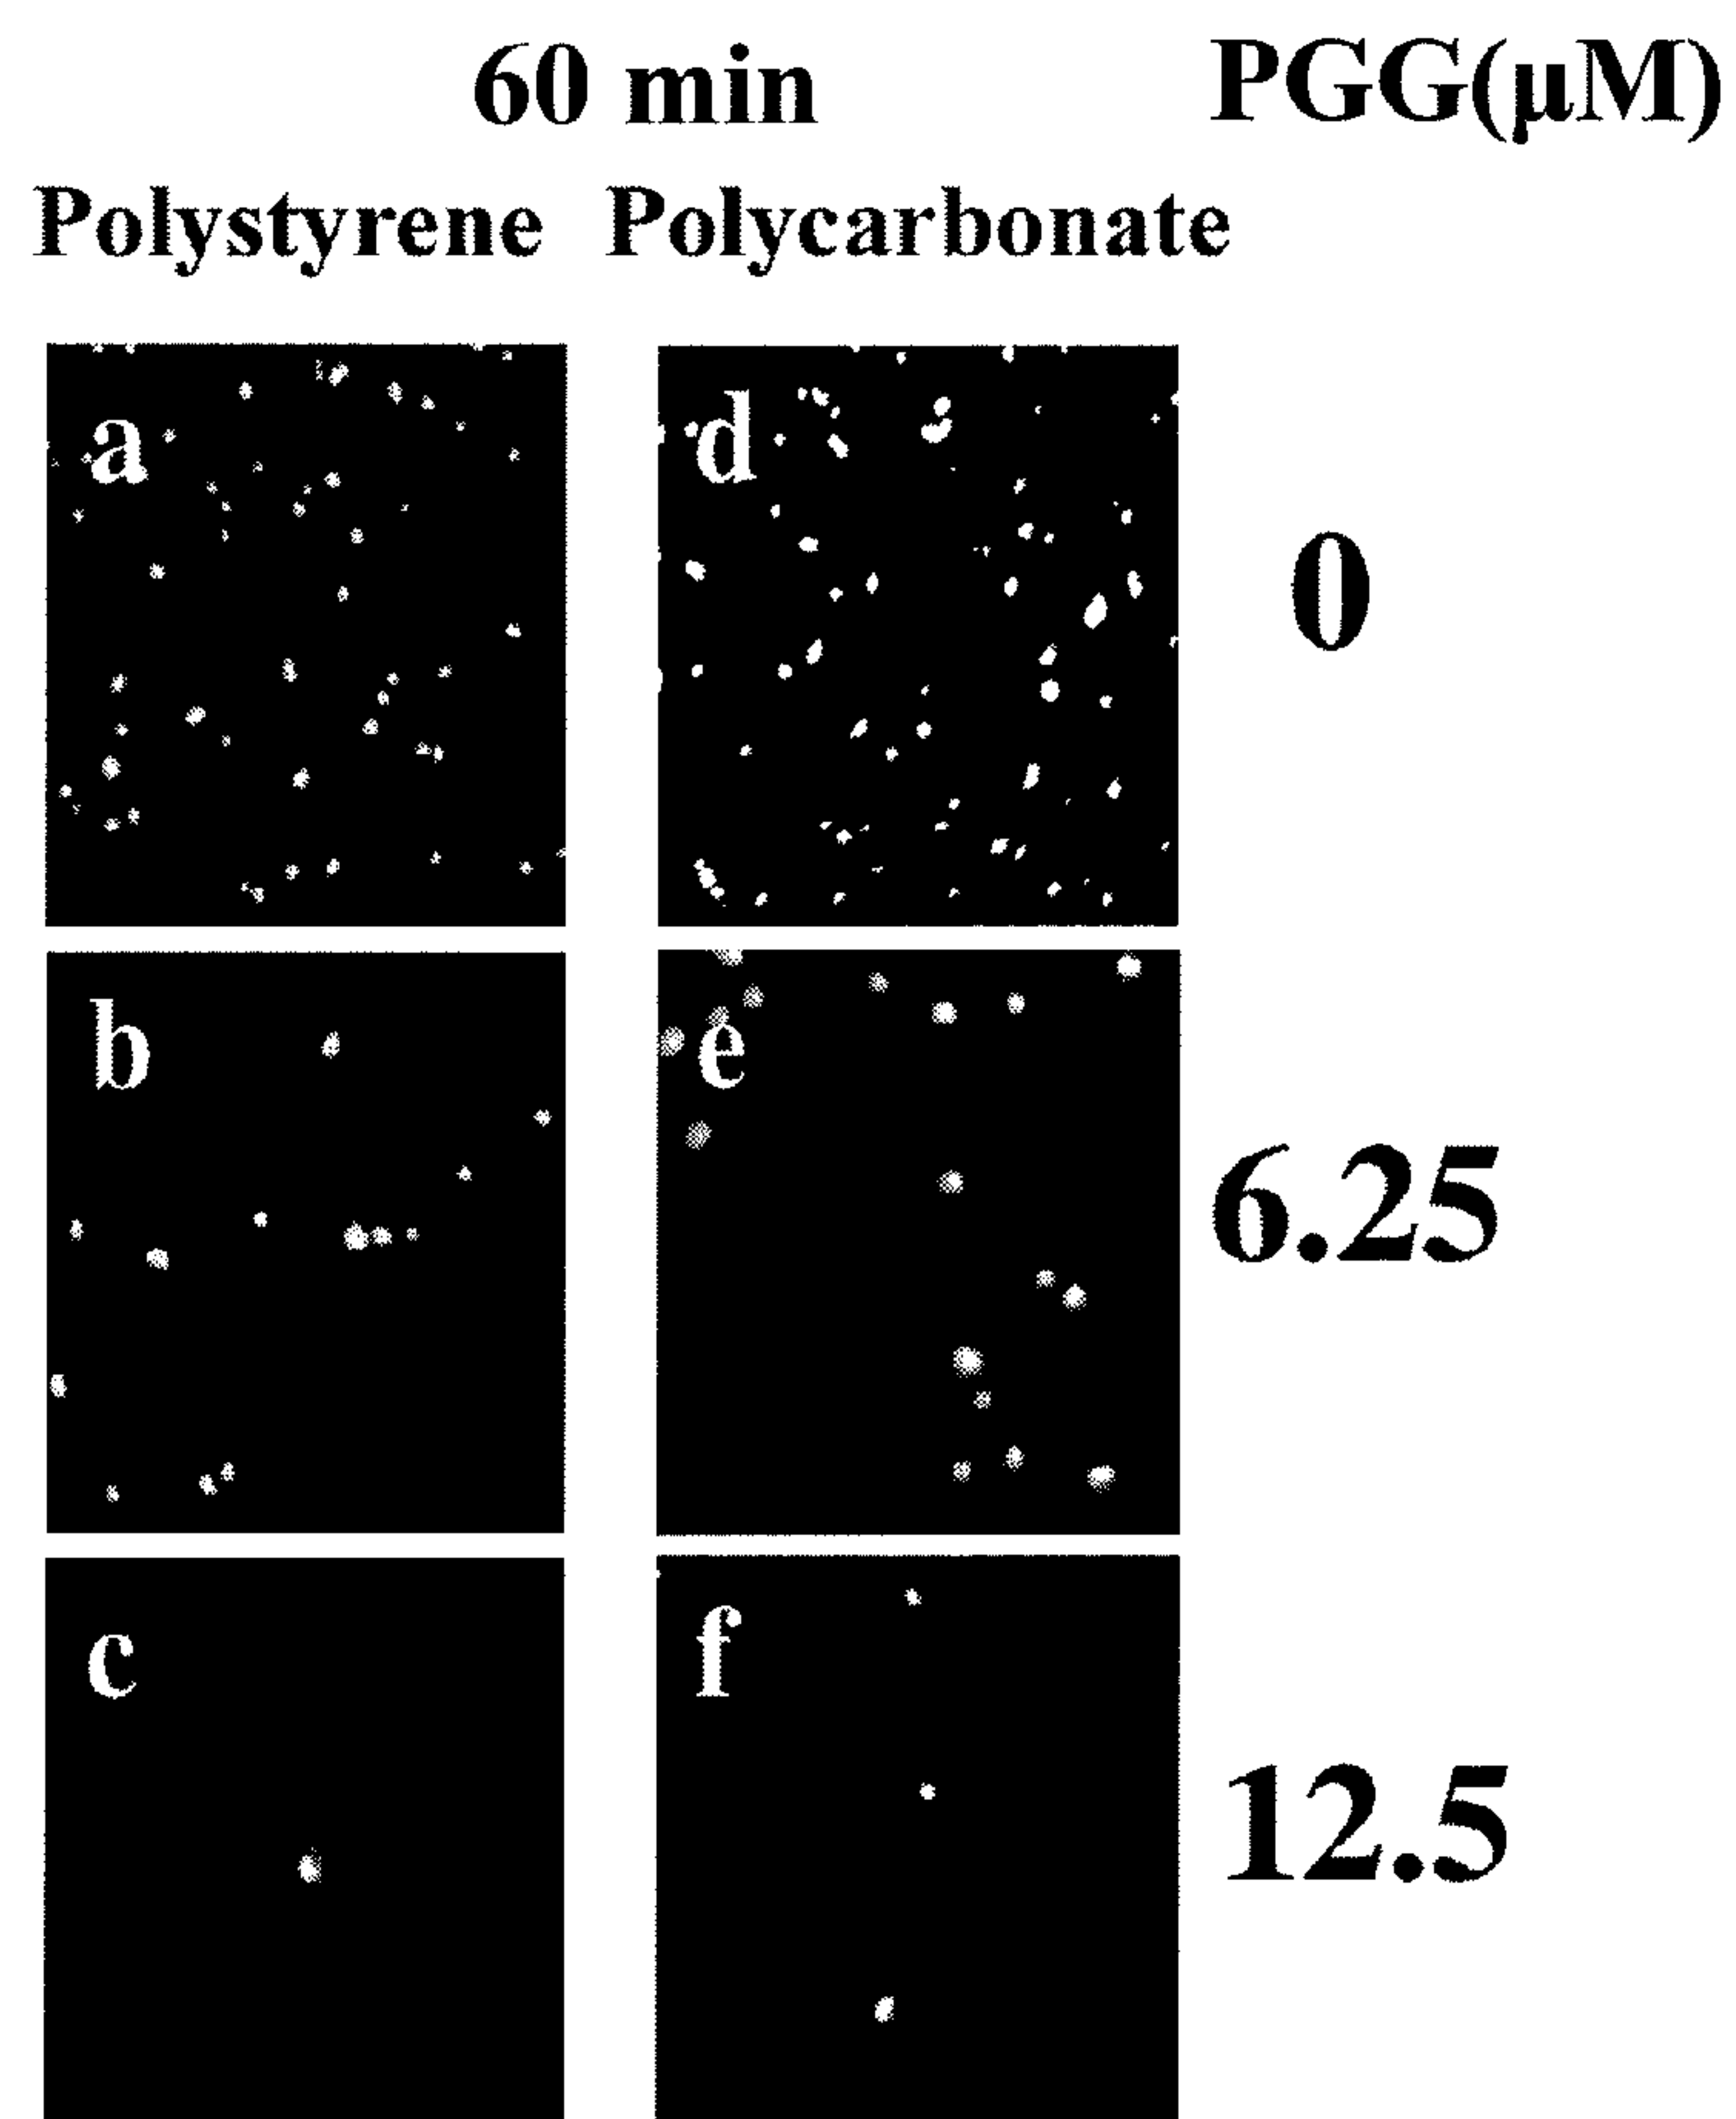 60 min PGG(μM)
Polystyrene Polycarbonate
a d 0
b e 6.25
c f 12.5